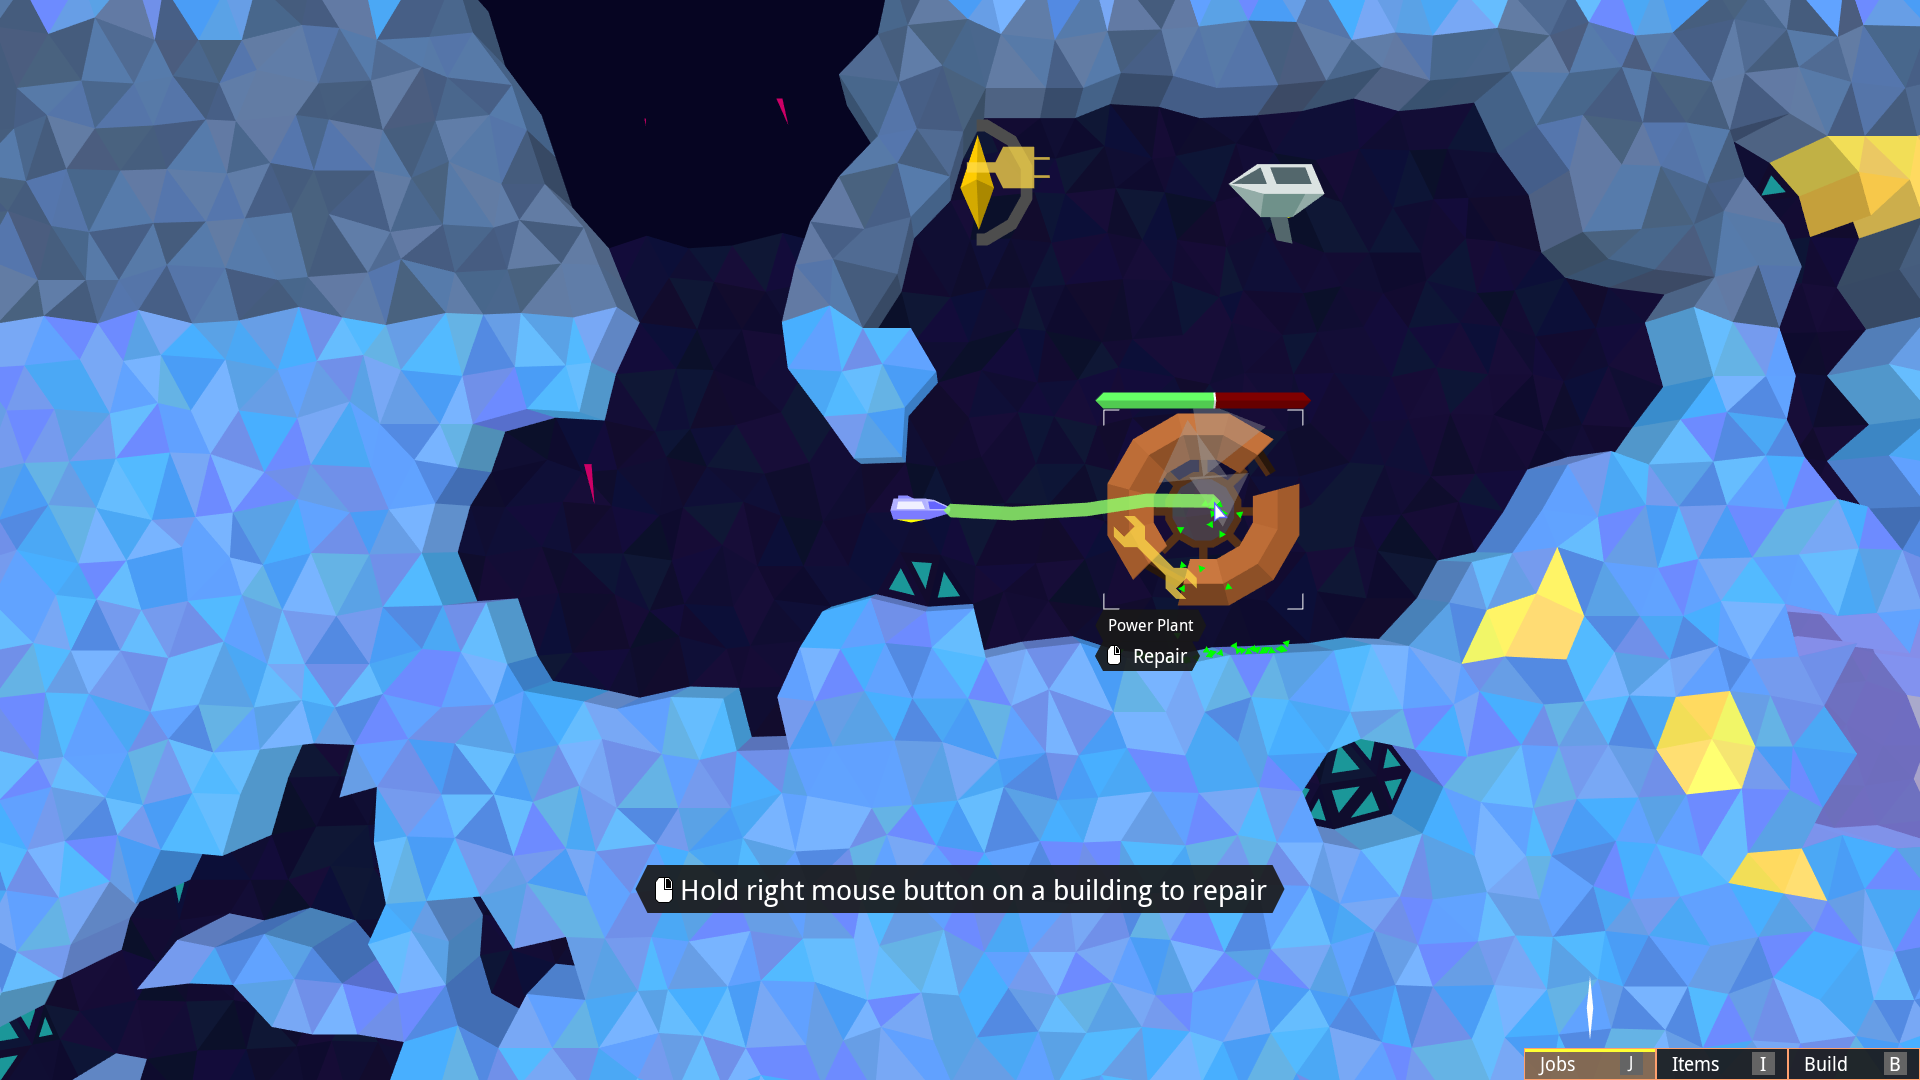 Power Plant
Repair
Hold right mouse button on a building to repair
Jobs J Items I Build B